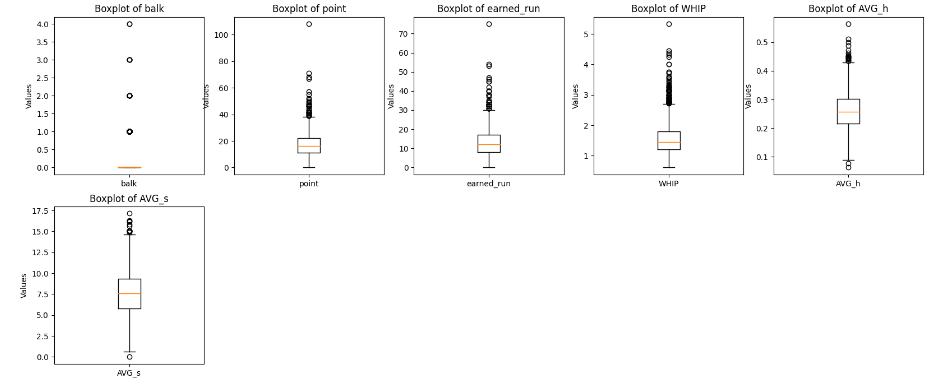 Boxplot of balk
4.0
3.5
3.0
2.5
2.0
1.5
1.0
0.5
0.0
Values
balk
Boxplot of point
100
80
60
40
20
0
Values
point
Boxplot of earned_run
70
60
50
40
30
20
10
0
Values
earned_run
Boxplot of WHIP
5
4
3
2
1
Values
WHIP
Boxplot of AVG_h
0.5
0.4
0.3
0.2
0.1
Values
AVG_h
Boxplot of AVG_s
17.5
15.0
12.5
10.0
7.5
5.0
2.5
0.0
Values
AVG_s